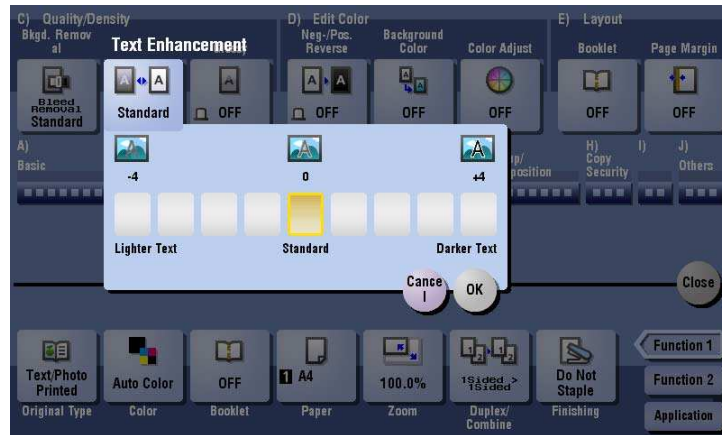 C) Quality/Density
D) Edit Color
E) Layout
Bkgd. Remov
al
Text Enhancement
Neg-/Pos.
Reverse
Background
Color
Color Adjust
Booklet
Page Margin
Bleed
Removal
Standard
Standard
OFF
OFF
OFF
OFF
OFF
OFF
A)
Basic
H)
Copy
Security
I)
J)
Others
-4
0
+4
Lighter Text
Standard
Darker Text
Cance
l
OK
Close
Text/Photo
Printed
Auto Color
OFF
1 A4
100.0%
1Sided >
1Sided
Do Not
Staple
Original Type
Color
Booklet
Paper
Zoom
Duplex/
Combine
Finishing
Function 1
Function 2
Application